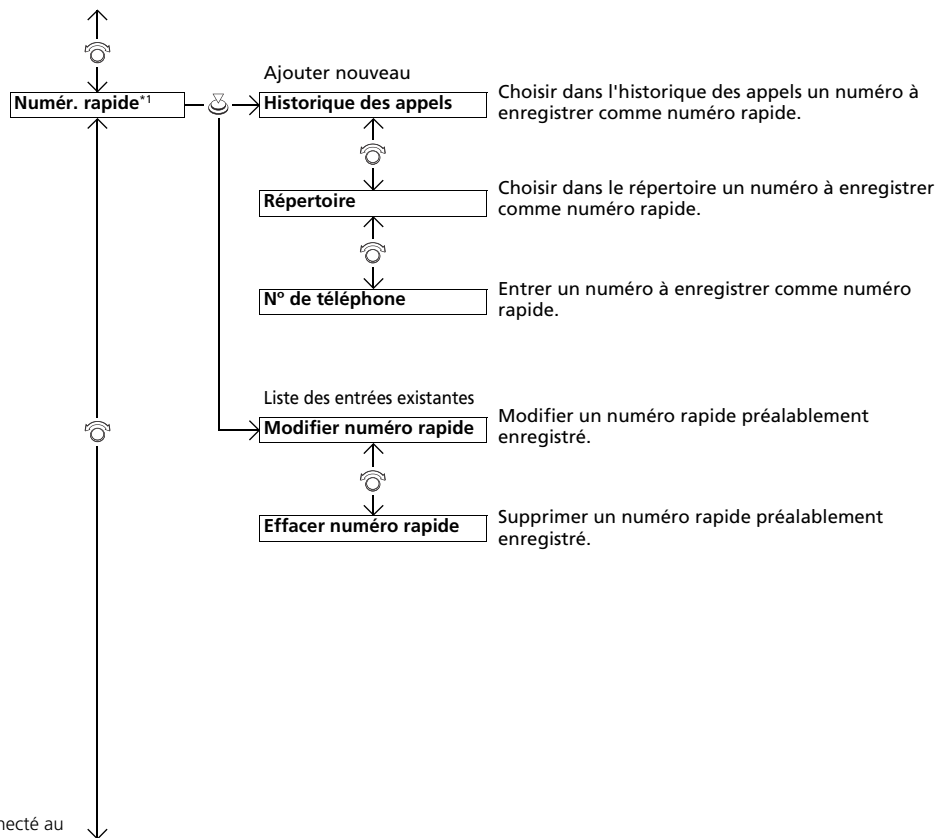 Ajouter nouveau
Numér. rapide*1
Historique des appels
Choisir dans l'historique des appels un numéro à
enregistrer comme numéro rapide.
Répertoire
Choisir dans le répertoire un numéro à enregistrer
comme numéro rapide.
Nº de téléphone
Entrer un numéro à enregistrer comme numéro
rapide.
Liste des entrées existantes
Modifier numéro rapide
Modifier un numéro rapide préalablement
enregistré.
Effacer numéro rapide
Supprimer un numéro rapide préalablement
enregistré.
necté au